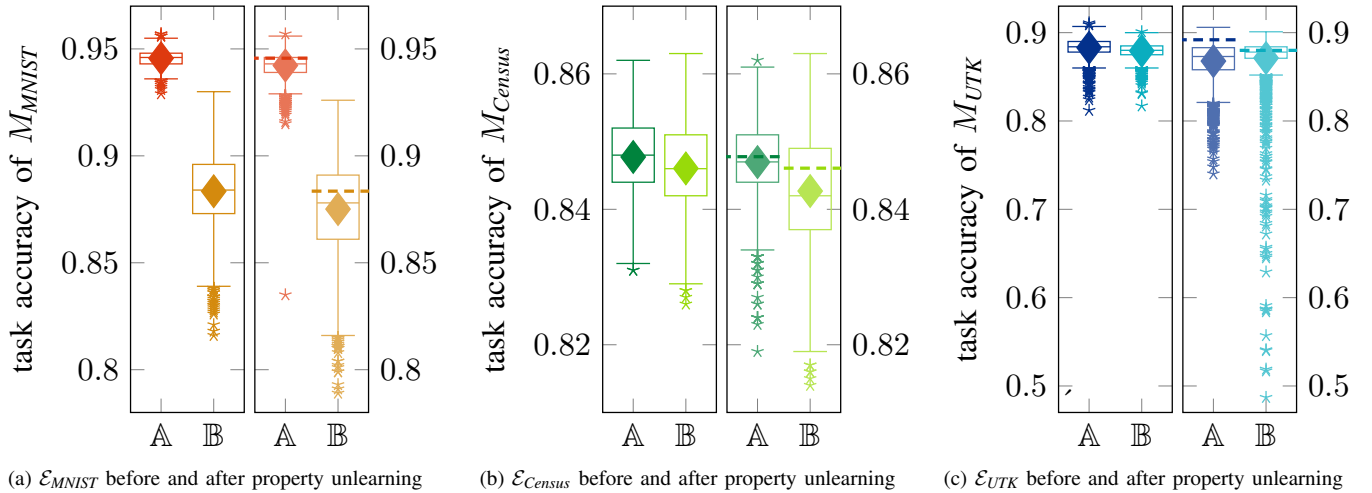 task accuracy of M_MNIST
0.95
0.9
0.85
0.8
0.95
0.9
0.85
0.8
𝔸 𝔹 𝔸 𝔹
(a) ℰ_MNIST before and after property unlearning
task accuracy of M_Census
0.86
0.84
0.82
0.86
0.84
0.82
𝔸 𝔹 𝔸 𝔹
(b) ℰ_Census before and after property unlearning
task accuracy of M_UTK
0.9
0.8
0.7
0.6
0.5
0.9
0.8
0.7
0.6
0.5
𝔸 𝔹 𝔸 𝔹
(c) ℰ_UTK before and after property unlearning